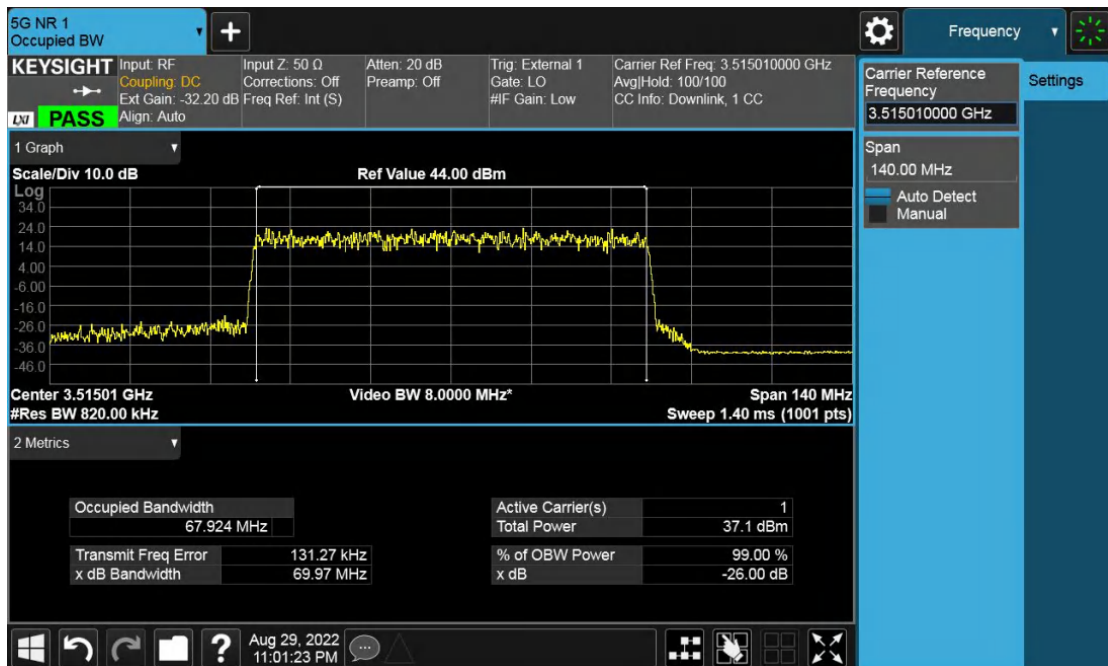 5G NR 1
Occupied BW
+
Frequency
KEYSIGHT
Input: RF
Coupling: DC
Ext Gain: -32.20 dB
Align: Auto
LXI
PASS
Input Z: 50 Ω
Corrections: Off
Freq Ref: Int (S)
Atten: 20 dB
Preamp: Off
Trig: External 1
Gate: LO
#IF Gain: Low
Carrier Ref Freq: 3.515010000 GHz
Avg|Hold: 100/100
CC Info: Downlink, 1 CC
Carrier Reference
Frequency
3.515010000 GHz
Settings
Span
140.00 MHz
Auto Detect
Manual
1 Graph
Scale/Div 10.0 dB
Ref Value 44.00 dBm
Log
34.0
24.0
14.0
4.00
-6.00
-16.0
-26.0
-36.0
-46.0
Center 3.51501 GHz
Video BW 8.0000 MHz*
Span 140 MHz
#Res BW 820.00 kHz
Sweep 1.40 ms (1001 pts)
2 Metrics
Occupied Bandwidth
67.924 MHz
Transmit Freq Error 131.27 kHz
x dB Bandwidth 69.97 MHz
Active Carrier(s) 1
Total Power 37.1 dBm
% of OBW Power 99.00 %
x dB -26.00 dB
?
Aug 29, 2022
11:01:23 PM